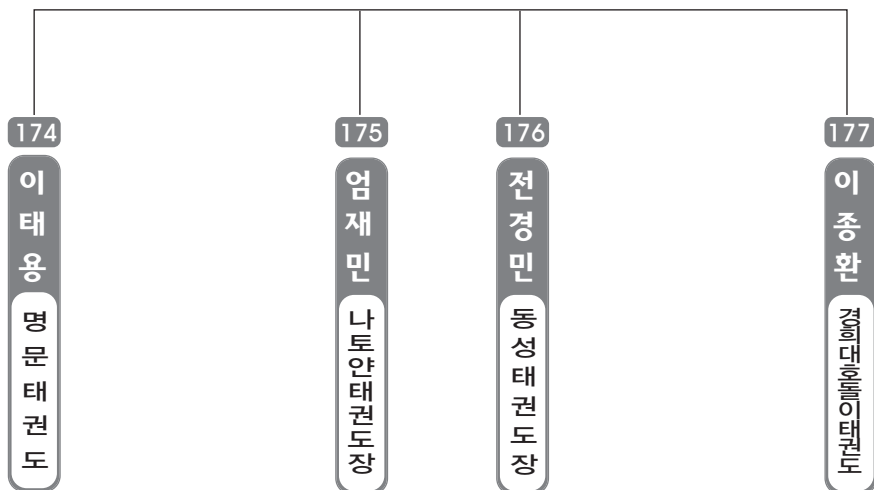 174
이태용
명문태권도
175
엄재민
나토얀태권도장
176
전경민
동성태권도장
177
이종환
경희대호돌이태권도